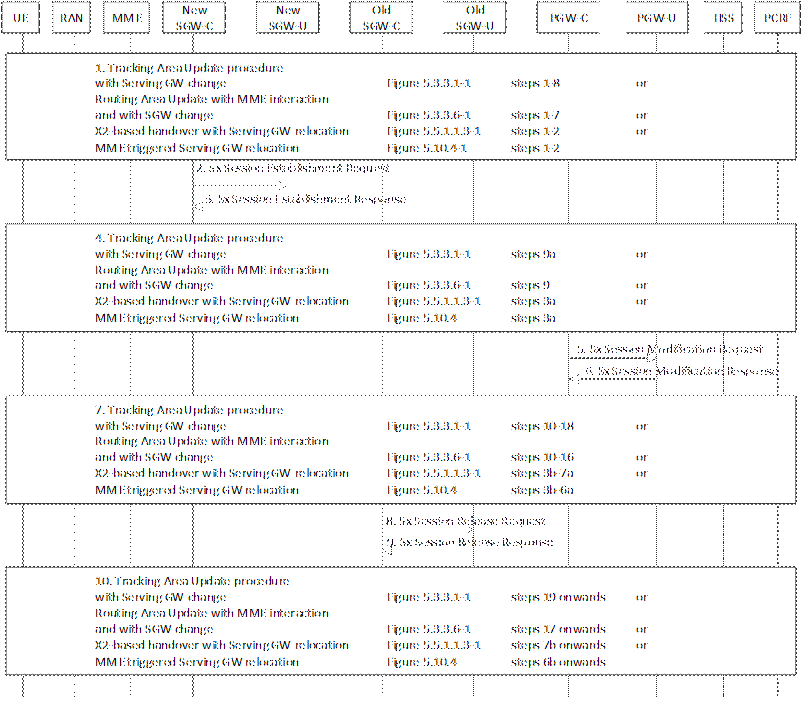 UE RAN MME New SGW-C New SGW-U Old SGW-C Old SGW-U PGW-C PGW-U HSS PCRF
1. Tracking Area Update procedure
with Serving GW change Figure 5.3.3.1-1 steps 1-8 or
Routing Area Update with MME interaction
and with SGW change Figure 5.3.3.6-1 steps 1-7 or
X2-based handover with Serving GW relocation Figure 5.5.1.1.3-1 steps 1-2 or
MME triggered Serving GW relocation Figure 5.10.4-1 steps 1-2
2. Sx Session Establishment Request
3. Sx Session Establishment Response
4. Tracking Area Update procedure
with Serving GW change Figure 5.3.3.1-1 steps 9a or
Routing Area Update with MME interaction
and with SGW change Figure 5.3.3.6-1 steps 9 or
X2-based handover with Serving GW relocation Figure 5.5.1.1.3-1 steps 3a or
MME triggered Serving GW relocation Figure 5.10.4 steps 3a
5. Sx Session Modification Request
6. Sx Session Modification Response
7. Tracking Area Update procedure
with Serving GW change Figure 5.3.3.1-1 steps 10-18 or
Routing Area Update with MME interaction
and with SGW change Figure 5.3.3.6-1 steps 10-16 or
X2-based handover with Serving GW relocation Figure 5.5.1.1.3-1 steps 3b-7a or
MME triggered Serving GW relocation Figure 5.10.4 steps 3b-6a
8. Sx Session Release Request
9. Sx Session Release Response
10. Tracking Area Update procedure
with Serving GW change Figure 5.3.3.1-1 steps 19 onwards or
Routing Area Update with MME interaction
and with SGW change Figure 5.3.3.6-1 steps 17 onwards or
X2-based handover with Serving GW relocation Figure 5.5.1.1.3-1 steps 7b onwards or
MME triggered Serving GW relocation Figure 5.10.4 steps 6b onwards